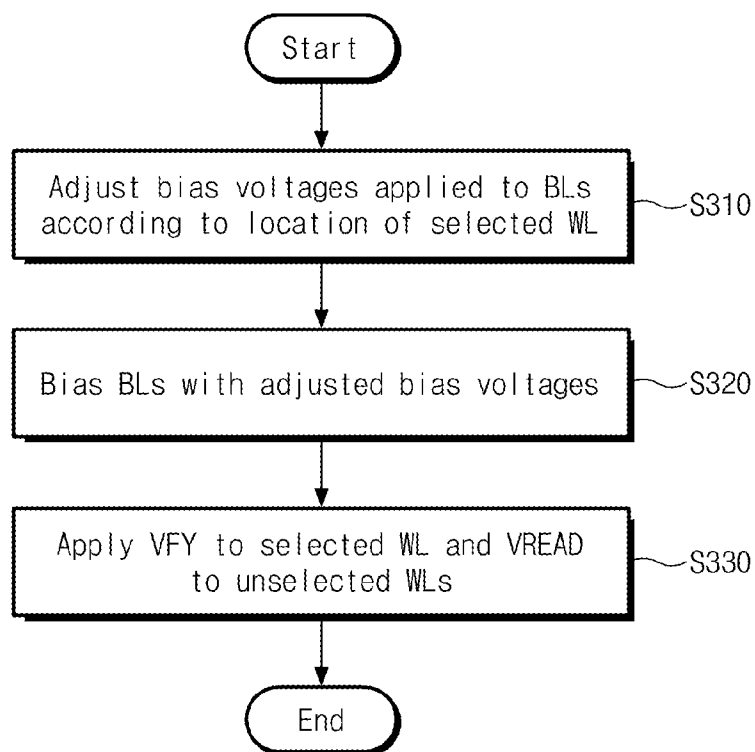 Start
Adjust bias voltages applied to BLs
according to location of selected WL
S310
Bias BLs with adjusted bias voltages
S320
Apply VFY to selected WL and VREAD
to unselected WLs
S330
End